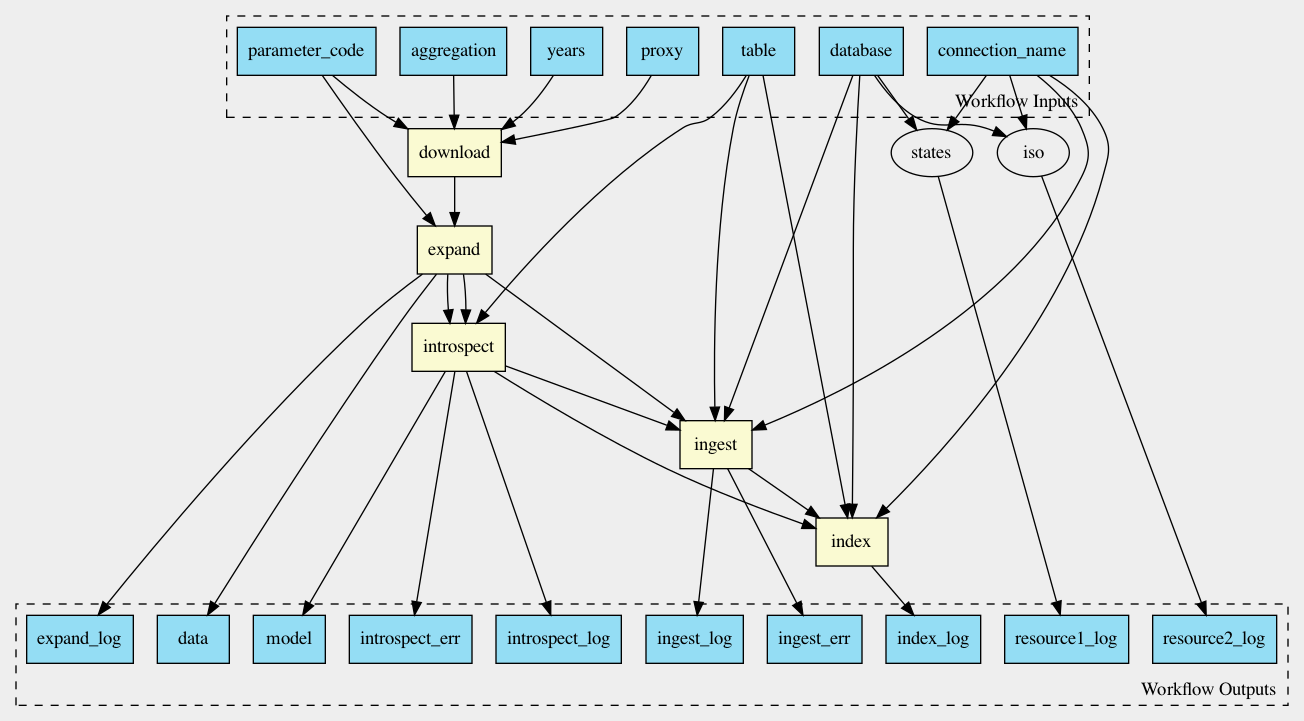 parameter_code
aggregation
years
proxy
table
database
connection_name
Workflow Inputs
download
states
iso
expand
introspect
ingest
index
expand_log
data
model
introspect_err
introspect_log
ingest_log
ingest_err
index_log
resource1_log
resource2_log
Workflow Outputs